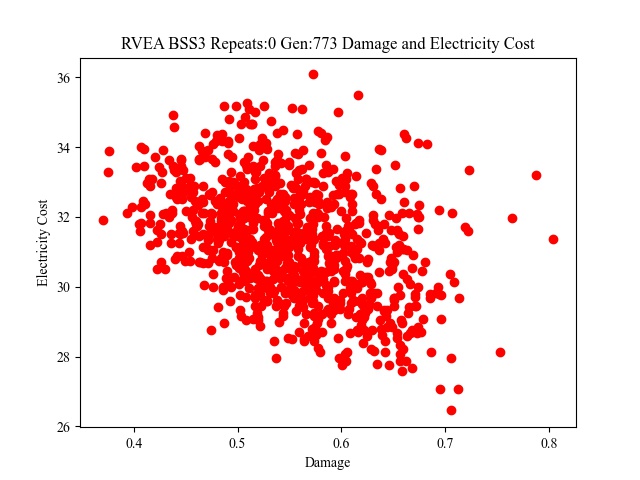 RVEA BSS3 Repeats:0 Gen:773 Damage and Electricity Cost
36
34
32
30
28
26
Electricity Cost
0.4 0.5 0.6 0.7 0.8
Damage